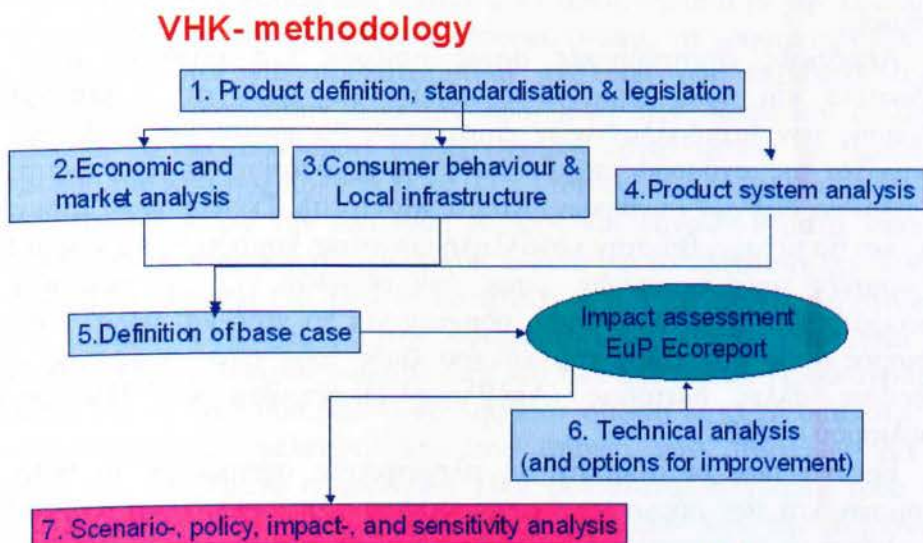 VHK- methodology
1. Product definition, standardisation & legislation
2.Economic and
market analysis
3.Consumer behaviour &
Local infrastructure
4.Product system analysis
5.Definition of base case
Impact assessment
EuP Ecoreport
6. Technical analysis
(and options for improvement)
7. Scenario-, policy, impact-, and sensitivity analysis